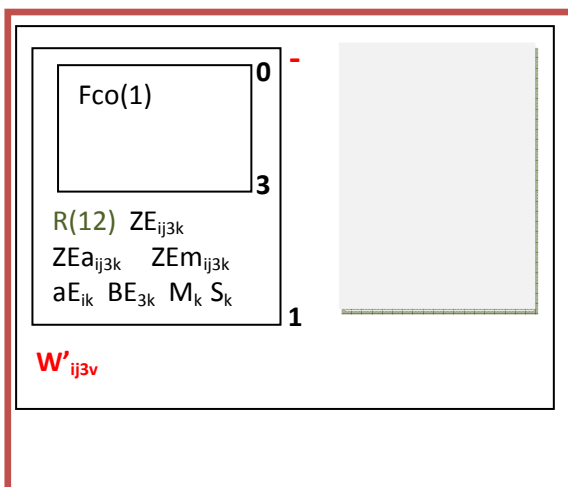 0 -
Fco(1)
3
R(12) ZEij3k
ZEaij3k ZEmij3k
aEik BE3k Mk Sk
1
W'ij3v